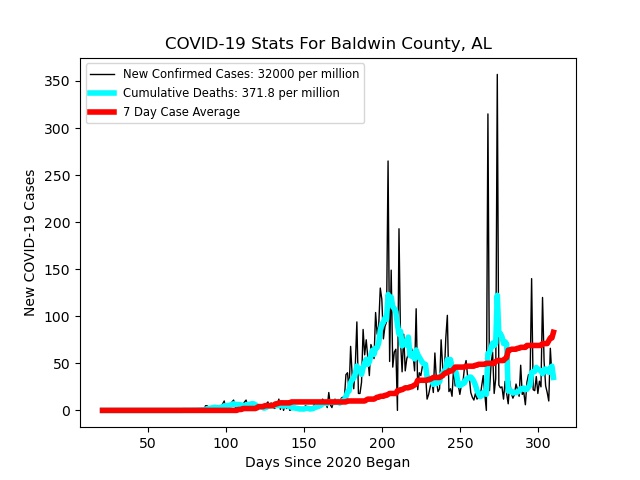 COVID-19 Stats For Baldwin County, AL
New Confirmed Cases: 32000 per million
Cumulative Deaths: 371.8 per million
7 Day Case Average
New COVID-19 Cases
350
300
250
200
150
100
50
0
50 100 150 200 250 300
Days Since 2020 Began